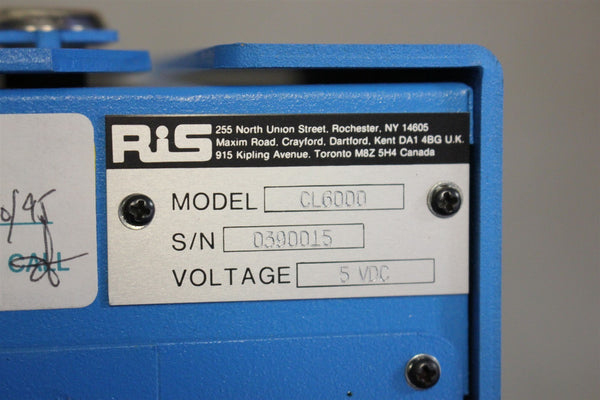 RiS
255 North Union Street, Rochester, NY 14605
Maxim Road, Crayford, Dartford, Kent DA1 4BG U.K.
915 Kipling Avenue, Toronto M8Z 5H4 Canada
MODEL CL6000
S/N 0390015
VOLTAGE 5 VDC
CALL